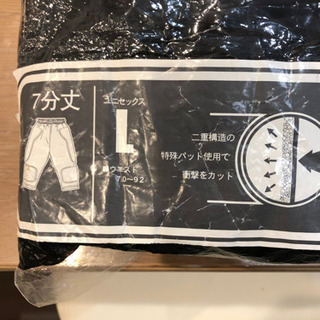 7分丈
ユニセックス
L
ウエスト
70〜92
二重構造の
特殊パッド使用で
衝撃をカット